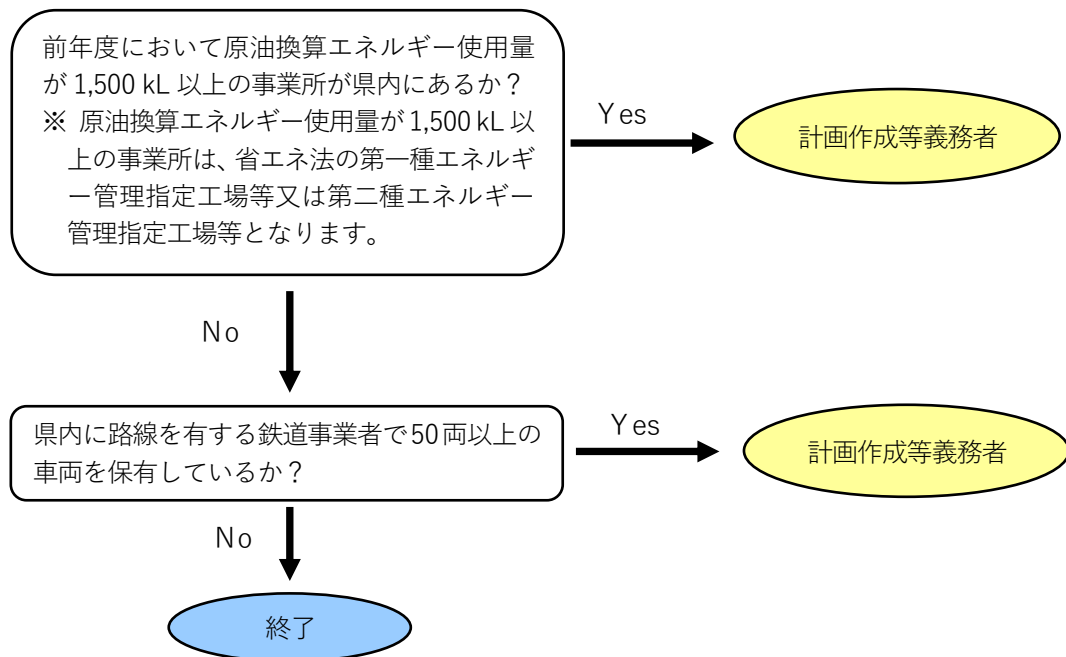 前年度において原油換算エネルギー使用量
が 1,500 kL 以上の事業所が県内にあるか？
※ 原油換算エネルギー使用量が 1,500 kL 以
上の事業所は、省エネ法の第一種エネルギ
ー管理指定工場等又は第二種エネルギー
管理指定工場等となります。
Yes
計画作成等義務者
No
県内に路線を有する鉄道事業者で50両以上の
車両を保有しているか？
Yes
計画作成等義務者
No
終了